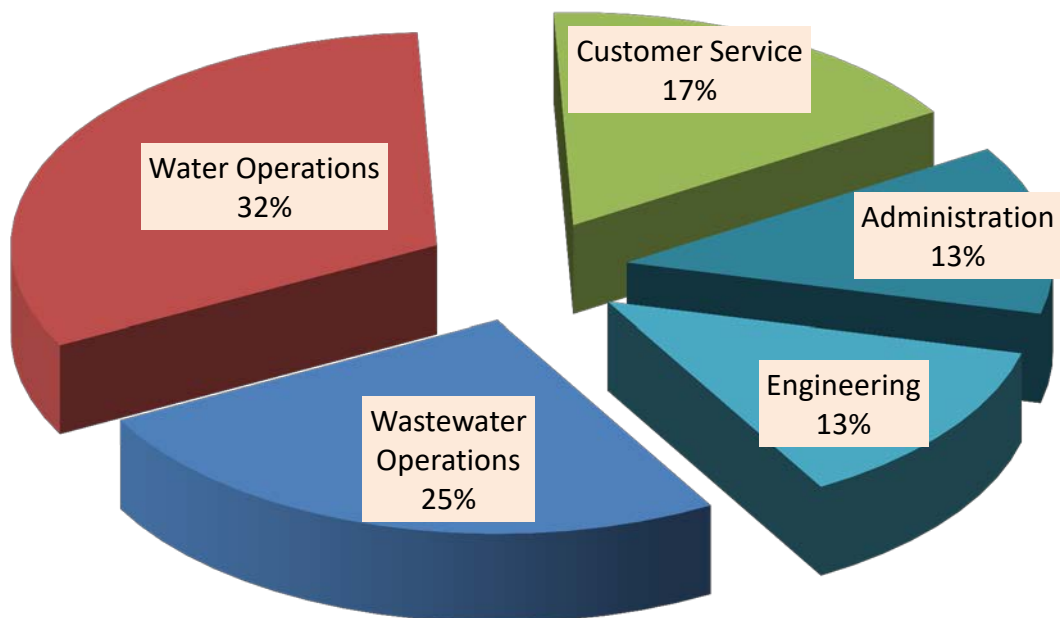 Customer Service
17%
Water Operations
32%
Administration
13%
Engineering
13%
Wastewater
Operations
25%